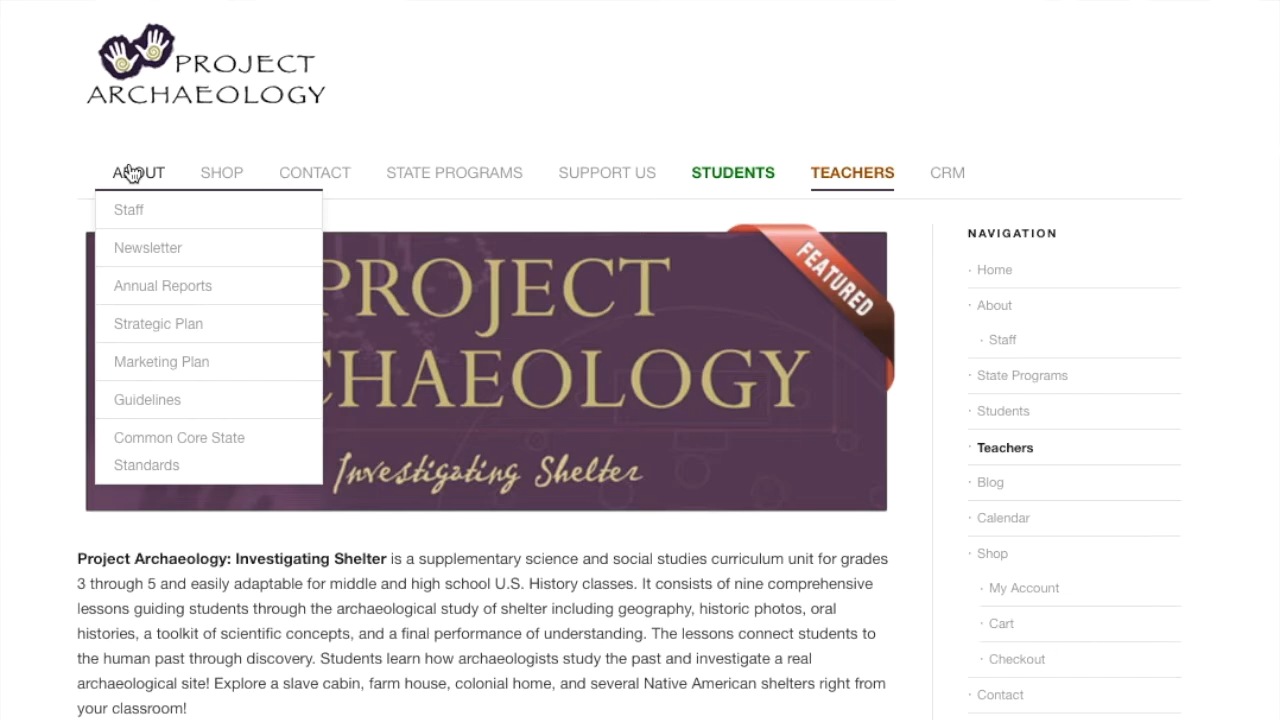 PROJECT
ARCHAEOLOGY
ABOUT SHOP CONTACT STATE PROGRAMS SUPPORT US STUDENTS TEACHERS CRM
Staff
Newsletter
Annual Reports
Strategic Plan
Marketing Plan
Guidelines
Common Core State
Standards
PROJECT
CHAEOLOGY
Investigating Shelter
FEATURED
Project Archaeology: Investigating Shelter is a supplementary science and social studies curriculum unit for grades
3 through 5 and easily adaptable for middle and high school U.S. History classes. It consists of nine comprehensive
lessons guiding students through the archaeological study of shelter including geography, historic photos, oral
histories, a toolkit of scientific concepts, and a final performance of understanding. The lessons connect students to
the human past through discovery. Students learn how archaeologists study the past and investigate a real
archaeological site! Explore a slave cabin, farm house, colonial home, and several Native American shelters right from
your classroom!
NAVIGATION
· Home
· About
· Staff
· State Programs
· Students
· Teachers
· Blog
· Calendar
· Shop
· My Account
· Cart
· Checkout
· Contact